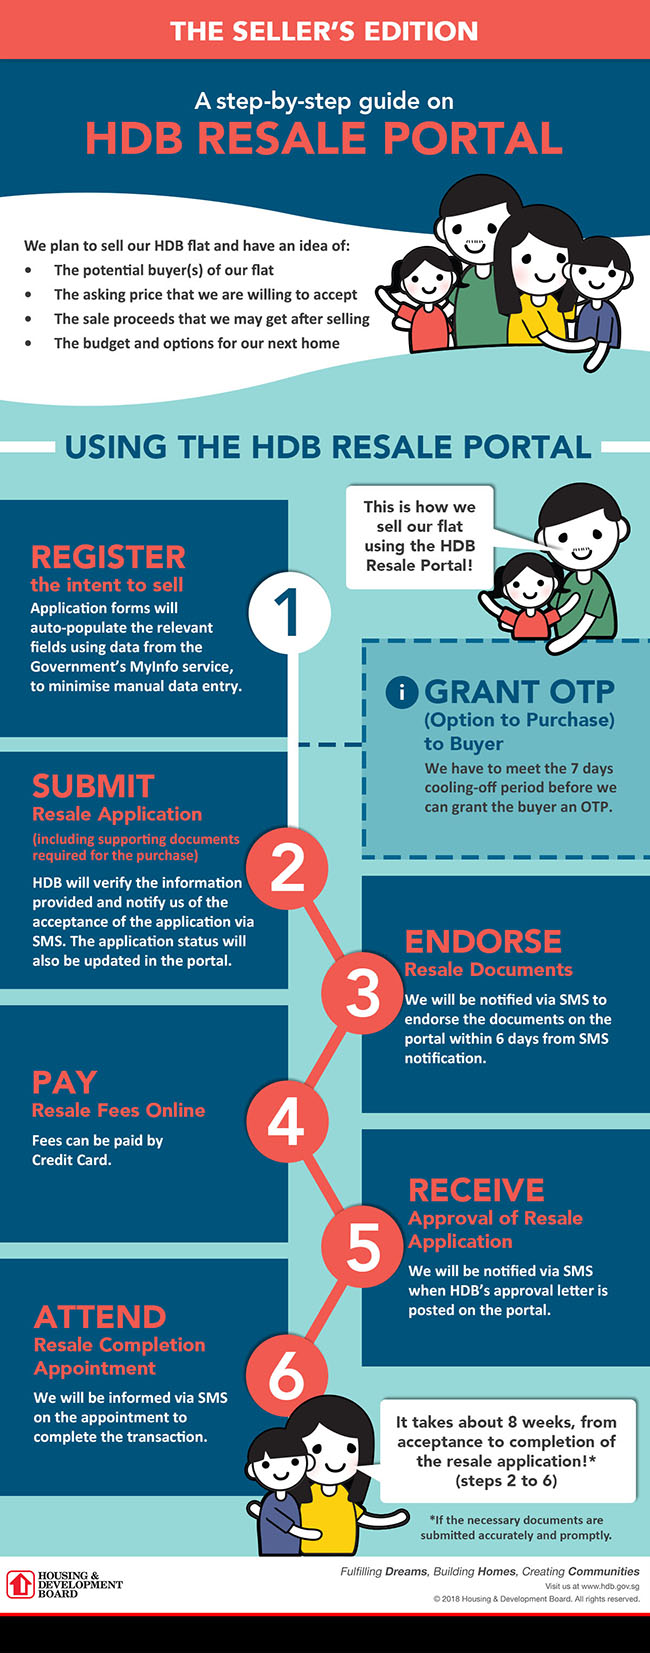 THE SELLER'S EDITION
A step-by-step guide on
HDB RESALE PORTAL
We plan to sell our HDB flat and have an idea of:
• The potential buyer(s) of our flat
• The asking price that we are willing to accept
• The sale proceeds that we may get after selling
• The budget and options for our next home
USING THE HDB RESALE PORTAL
This is how we
sell our flat
using the HDB
Resale Portal!
REGISTER
the intent to sell
Application forms will
auto-populate the relevant
fields using data from the
Government's MyInfo service,
to minimise manual data entry.
1
i GRANT OTP
(Option to Purchase)
to Buyer
We have to meet the 7 days
cooling-off period before we
can grant the buyer an OTP.
SUBMIT
Resale Application
(including supporting documents
required for the purchase)
HDB will verify the information
provided and notify us of the
acceptance of the application via
SMS. The application status will
also be updated in the portal.
2
3
ENDORSE
Resale Documents
We will be notified via SMS to
endorse the documents on the
portal within 6 days from SMS
notification.
PAY
Resale Fees Online
Fees can be paid by
Credit Card.
4
5
RECEIVE
Approval of Resale
Application
We will be notified via SMS
when HDB's approval letter is
posted on the portal.
ATTEND
Resale Completion
Appointment
We will be informed via SMS
on the appointment to
complete the transaction.
6
It takes about 8 weeks, from
acceptance to completion of
the resale application!*
(steps 2 to 6)
*If the necessary documents are
submitted accurately and promptly.
HOUSING &
DEVELOPMENT
BOARD
Fulfilling Dreams, Building Homes, Creating Communities
Visit us at www.hdb.gov.sg
© 2018 Housing & Development Board. All rights reserved.